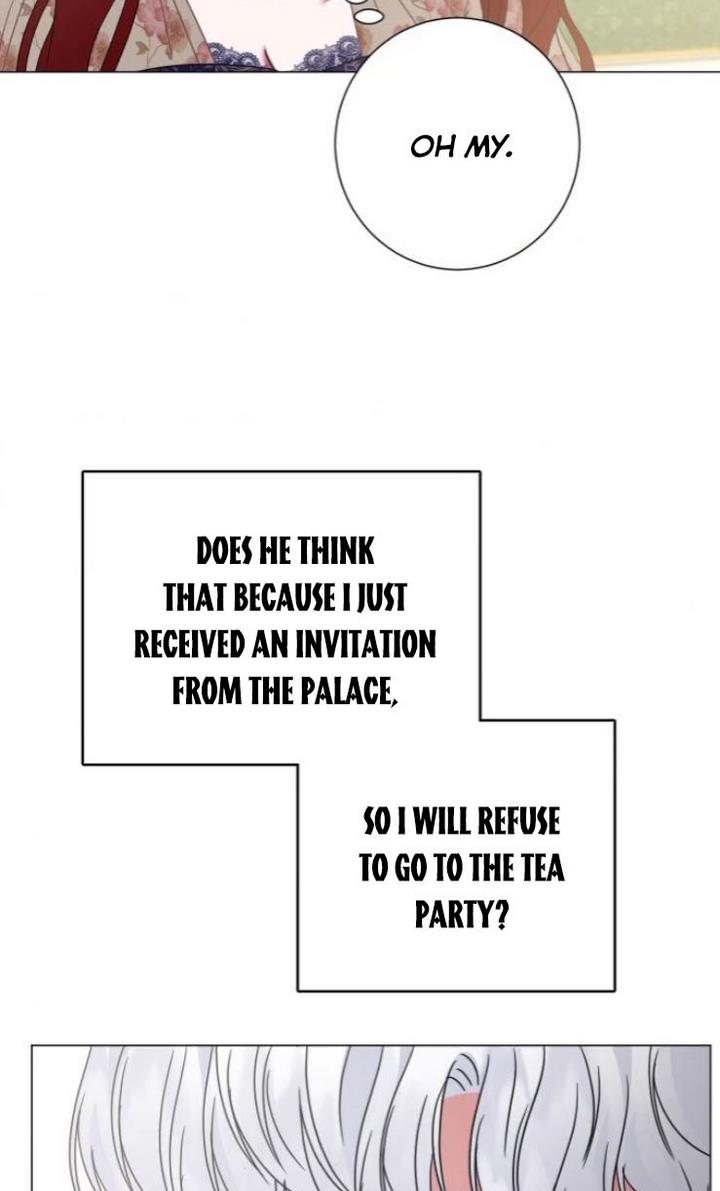 OH MY.
DOES HE THINK
THAT BECAUSE I JUST
RECEIVED AN INVITATION
FROM THE PALACE,
SO I WILL REFUSE
TO GO TO THE TEA
PARTY?